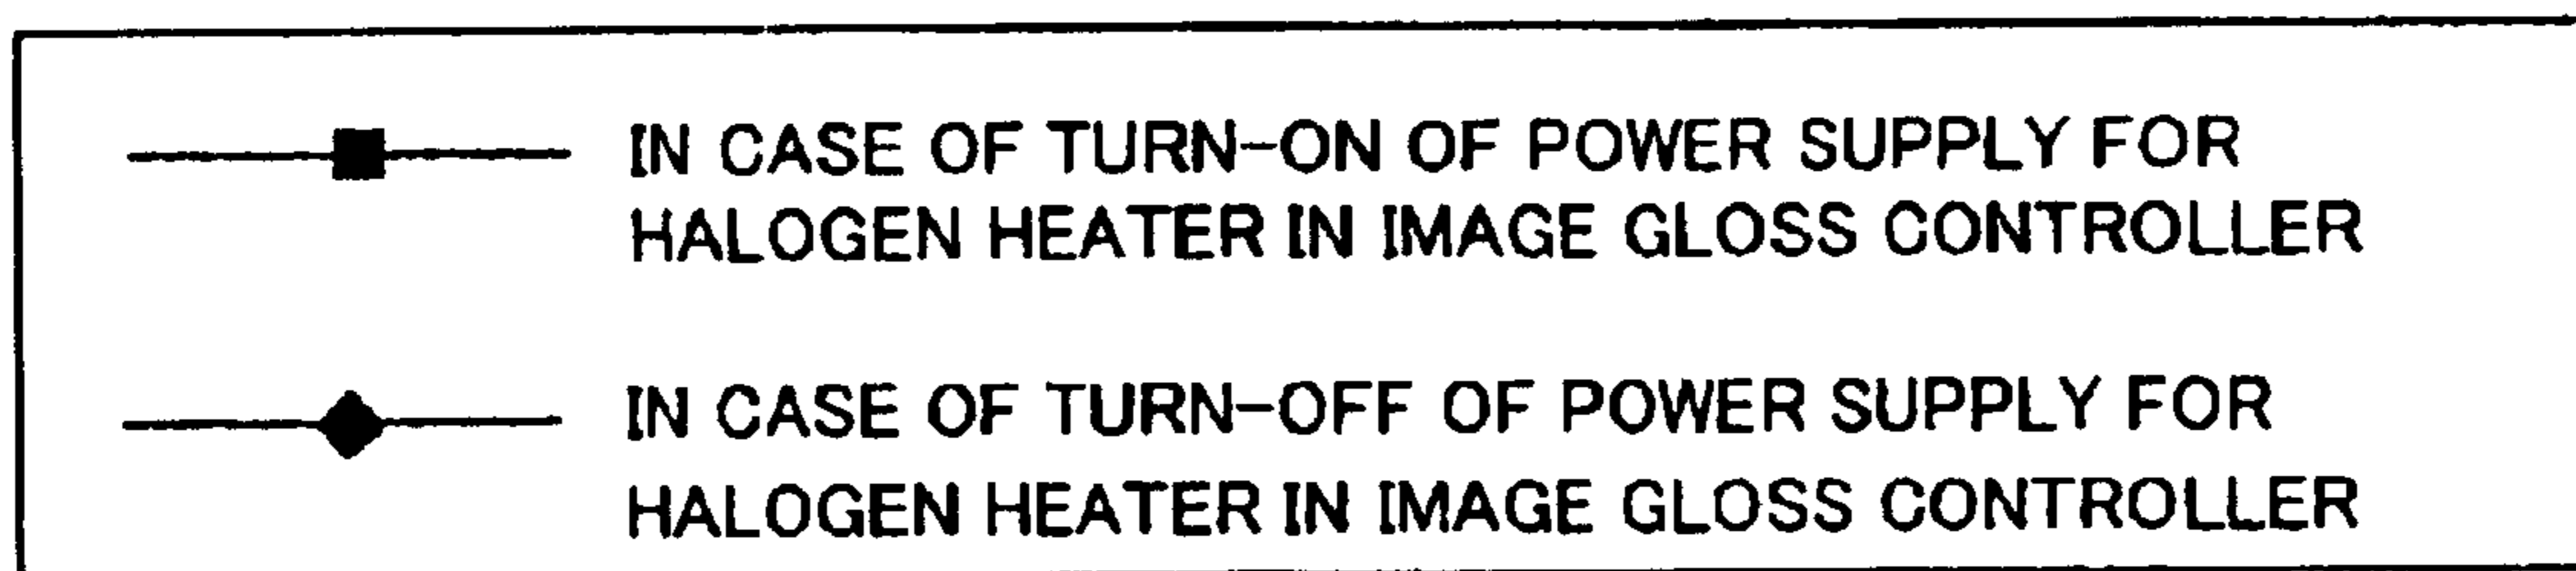 IN CASE OF TURN-ON OF POWER SUPPLY FOR
HALOGEN HEATER IN IMAGE GLOSS CONTROLLER
IN CASE OF TURN-OFF OF POWER SUPPLY FOR
HALOGEN HEATER IN IMAGE GLOSS CONTROLLER